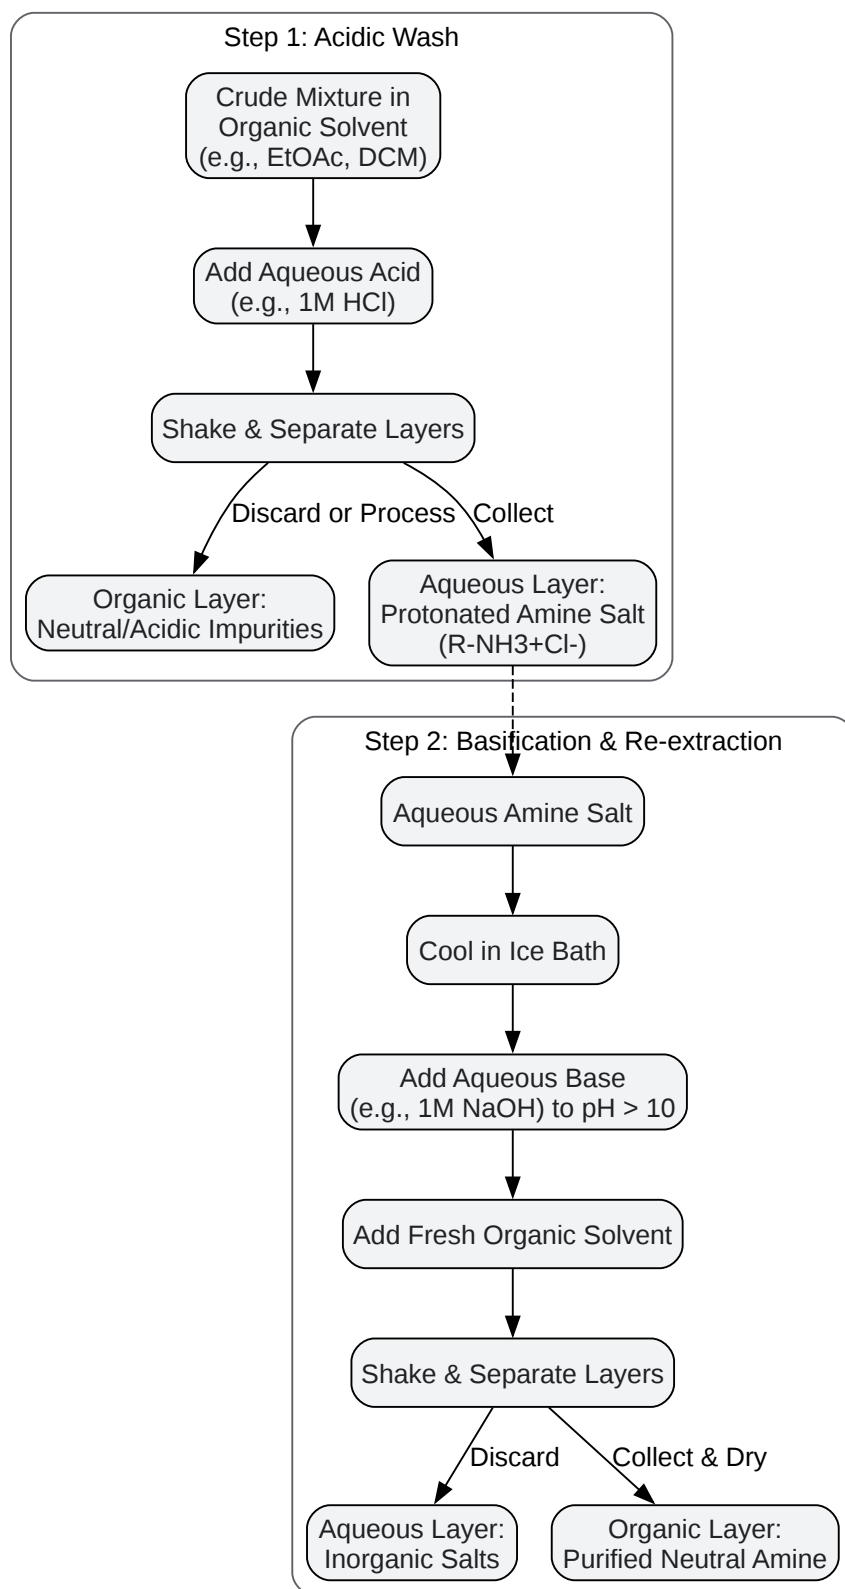 Step 1: Acidic Wash
Crude Mixture in
Organic Solvent
(e.g., EtOAc, DCM)
Add Aqueous Acid
(e.g., 1M HCl)
Shake & Separate Layers
Discard or Process
Collect
Organic Layer:
Neutral/Acidic Impurities
Aqueous Layer:
Protonated Amine Salt
(R-NH3+Cl-)
Step 2: Basification & Re-extraction
Aqueous Amine Salt
Cool in Ice Bath
Add Aqueous Base
(e.g., 1M NaOH) to pH > 10
Add Fresh Organic Solvent
Shake & Separate Layers
Discard
Collect & Dry
Aqueous Layer:
Inorganic Salts
Organic Layer:
Purified Neutral Amine